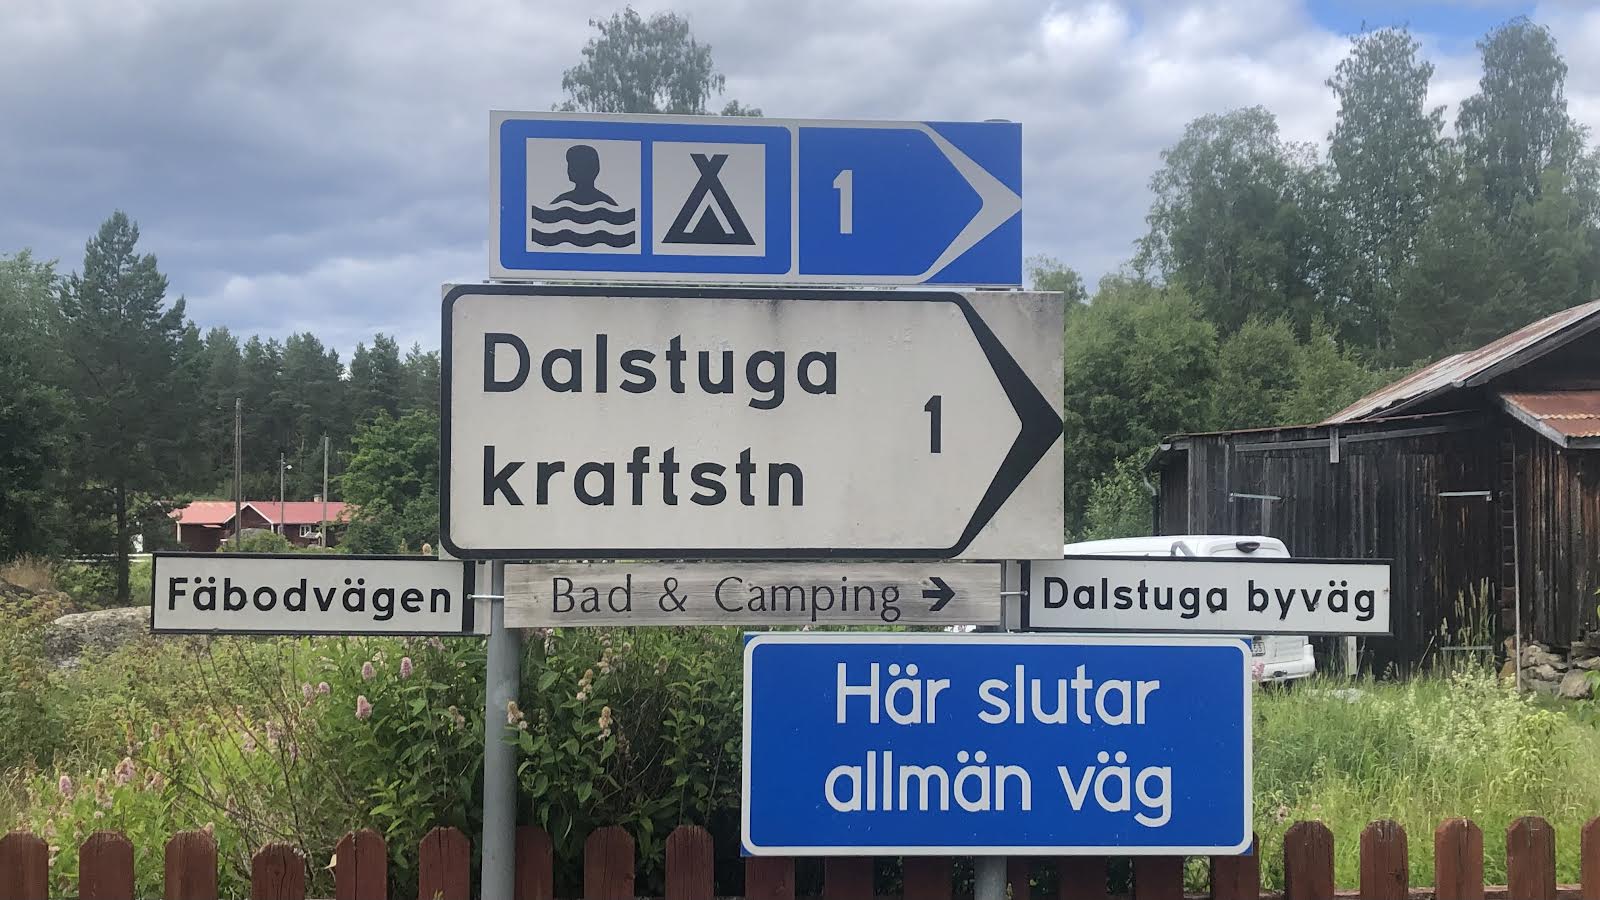 1
Dalstuga
kraftstn 1
Fäbodvägen
Bad & Camping →
Dalstuga byväg
Här slutar
allmän väg